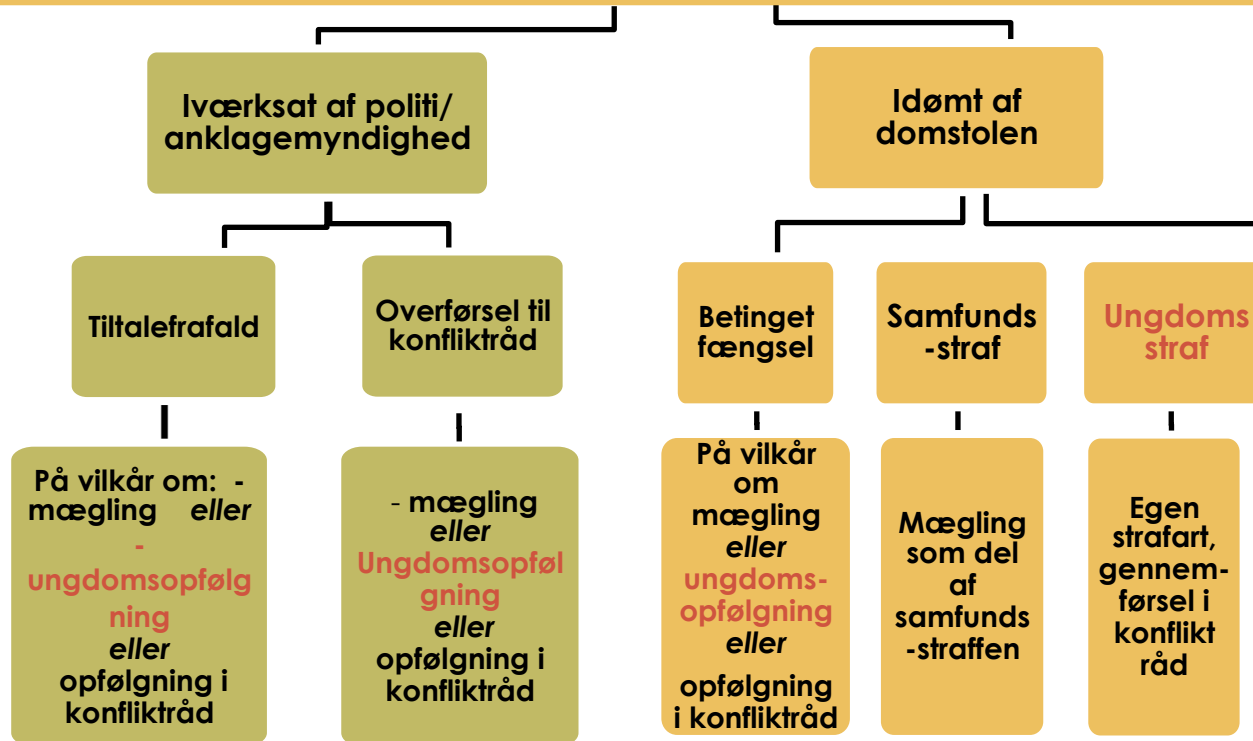 Iværksat af politi/
anklagemyndighed
Idømt af
domstolen
Tiltalefrafald
Overførsel til
konfliktråd
Betinget
fængsel
Samfunds
-straf
Ungdoms
straf
På vilkår om: -
mægling eller
-
ungdomsopfølg
ning
eller
opfølgning i
konfliktråd
- mægling
eller
Ungdomsopføl
gning
eller
opfølgning i
konfliktråd
På vilkår
om
mægling
eller
ungdoms-
opfølgning
eller
opfølgning
i konfliktråd
Mægling
som del
af
samfunds
-straffen
Egen
strafart,
gennem-
førsel i
konflikt
råd